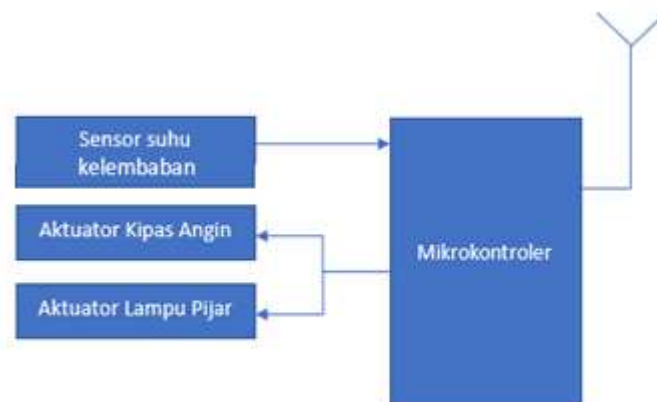 Sensor suhu
kelembaban
Aktuator Kipas Angin
Aktuator Lampu Pijar
Mikrokontroler